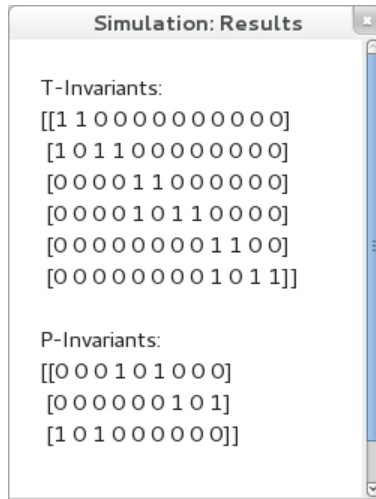 Simulation: Results
T-Invariants:
[[1 1 0 0 0 0 0 0 0 0 0 0]
[1 0 1 1 0 0 0 0 0 0 0 0]
[0 0 0 0 1 1 0 0 0 0 0 0]
[0 0 0 0 1 0 1 1 0 0 0 0]
[0 0 0 0 0 0 0 0 1 1 0 0]
[0 0 0 0 0 0 0 0 1 0 1 1]]
P-Invariants:
[[0 0 0 1 0 1 0 0 0]
[0 0 0 0 0 0 1 0 1]
[1 0 1 0 0 0 0 0 0]]